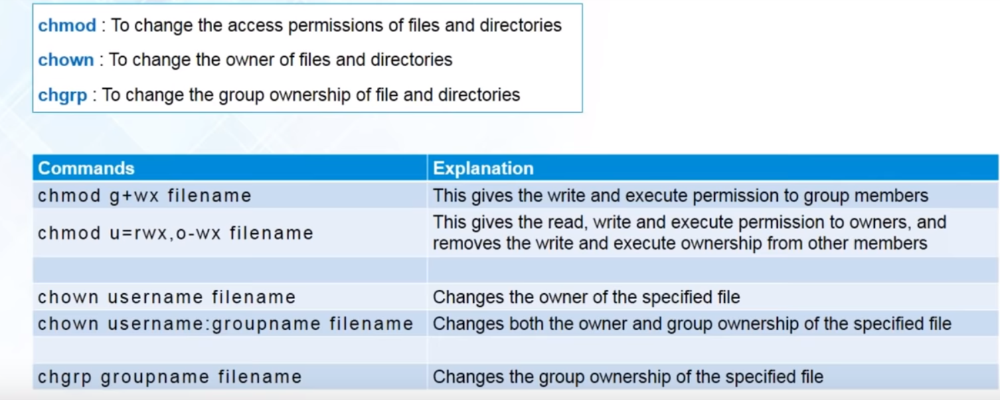 chmod : To change the access permissions of files and directories
chown : To change the owner of files and directories
chgrp : To change the group ownership of file and directories
Commands Explanation
chmod g+wx filename This gives the write and execute permission to group members
chmod u=rwx,o-wx filename This gives the read, write and execute permission to owners, and
removes the write and execute ownership from other members
chown username filename Changes the owner of the specified file
chown username:groupname filename Changes both the owner and group ownership of the specified file
chgrp groupname filename Changes the group ownership of the specified file